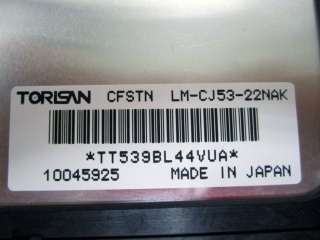 TORISAN CFSTN LM-CJ53-22NAK
*TT539BL44VUA*
10045925 MADE IN JAPAN